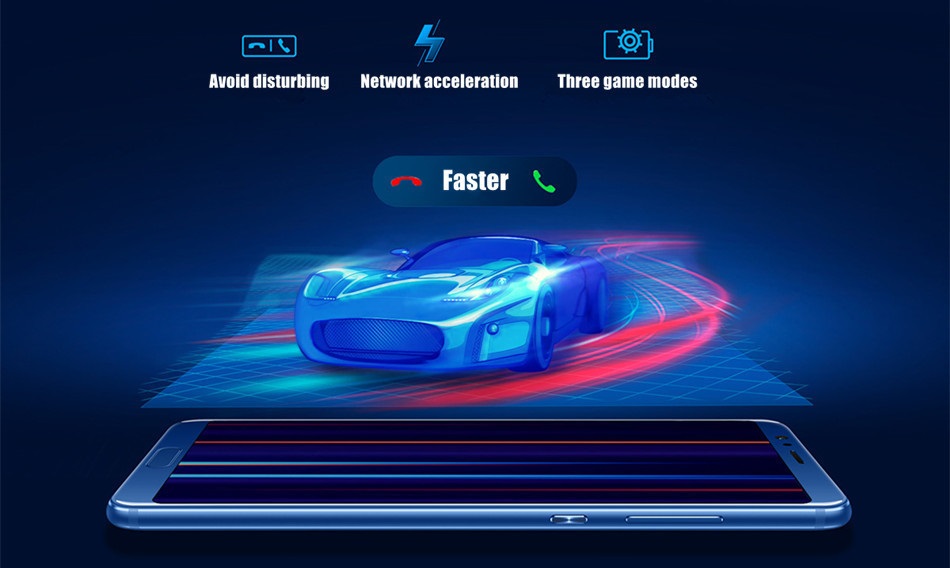 Avoid disturbing
Network acceleration
Three game modes
Faster